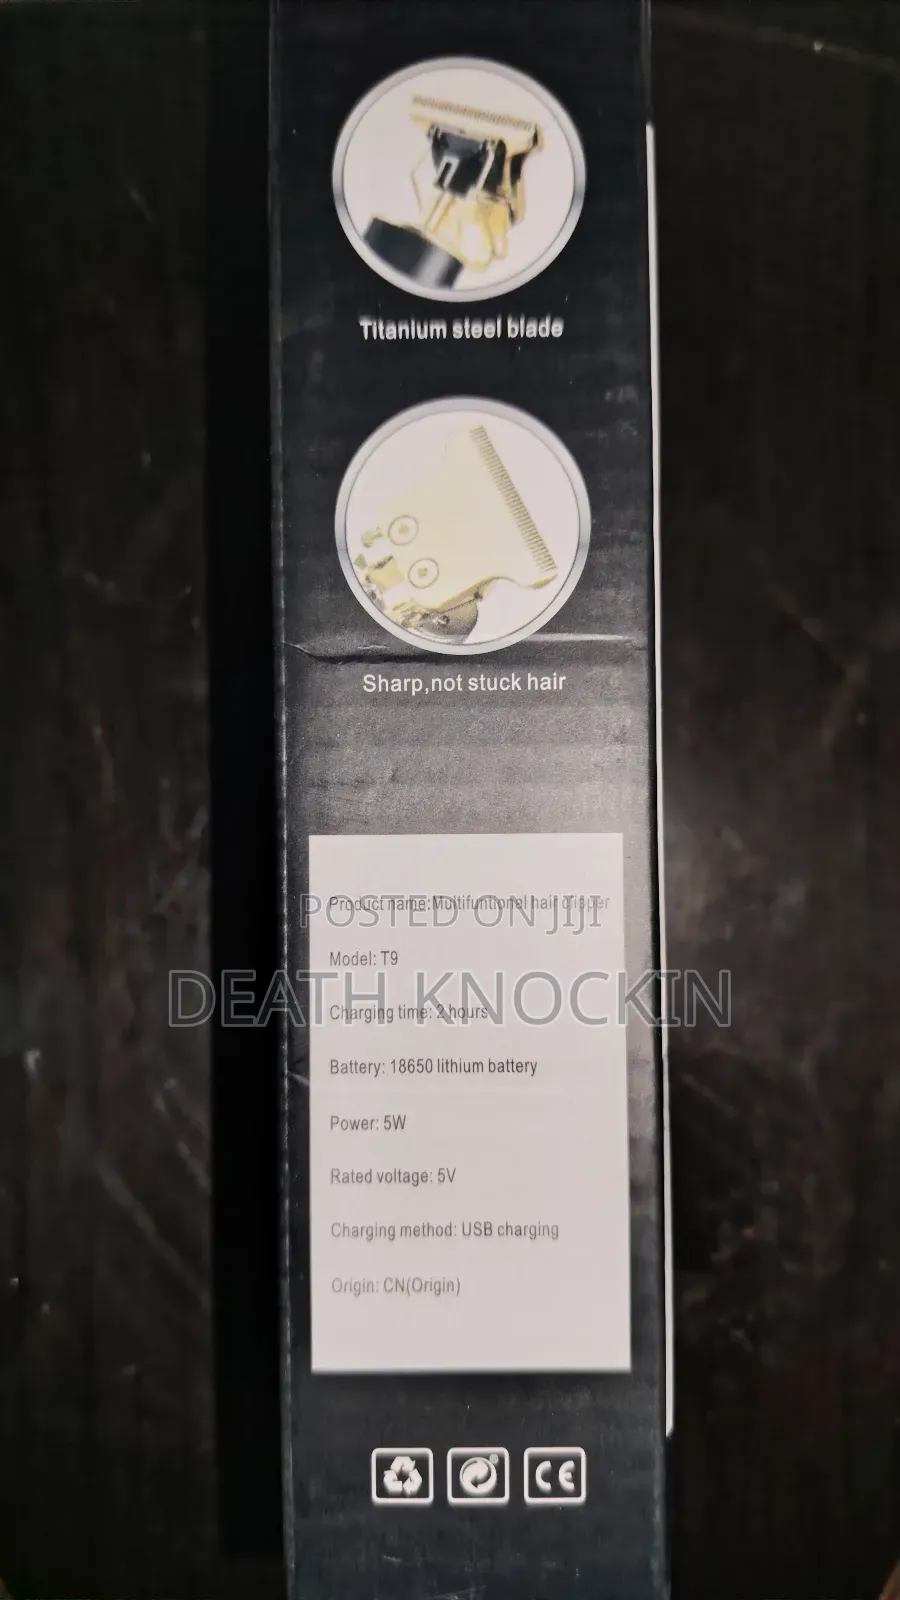 Titanium steel blade
Sharp,not stuck hair
Product name:Multifuntional hair clipper
POSTED ON JIJI
Model: T9
DEATH KNOCKIN
Charging time: 2 hours
Battery: 18650 lithium battery
Power: 5W
Rated voltage: 5V
Charging method: USB charging
Origin: CN(Origin)
CE